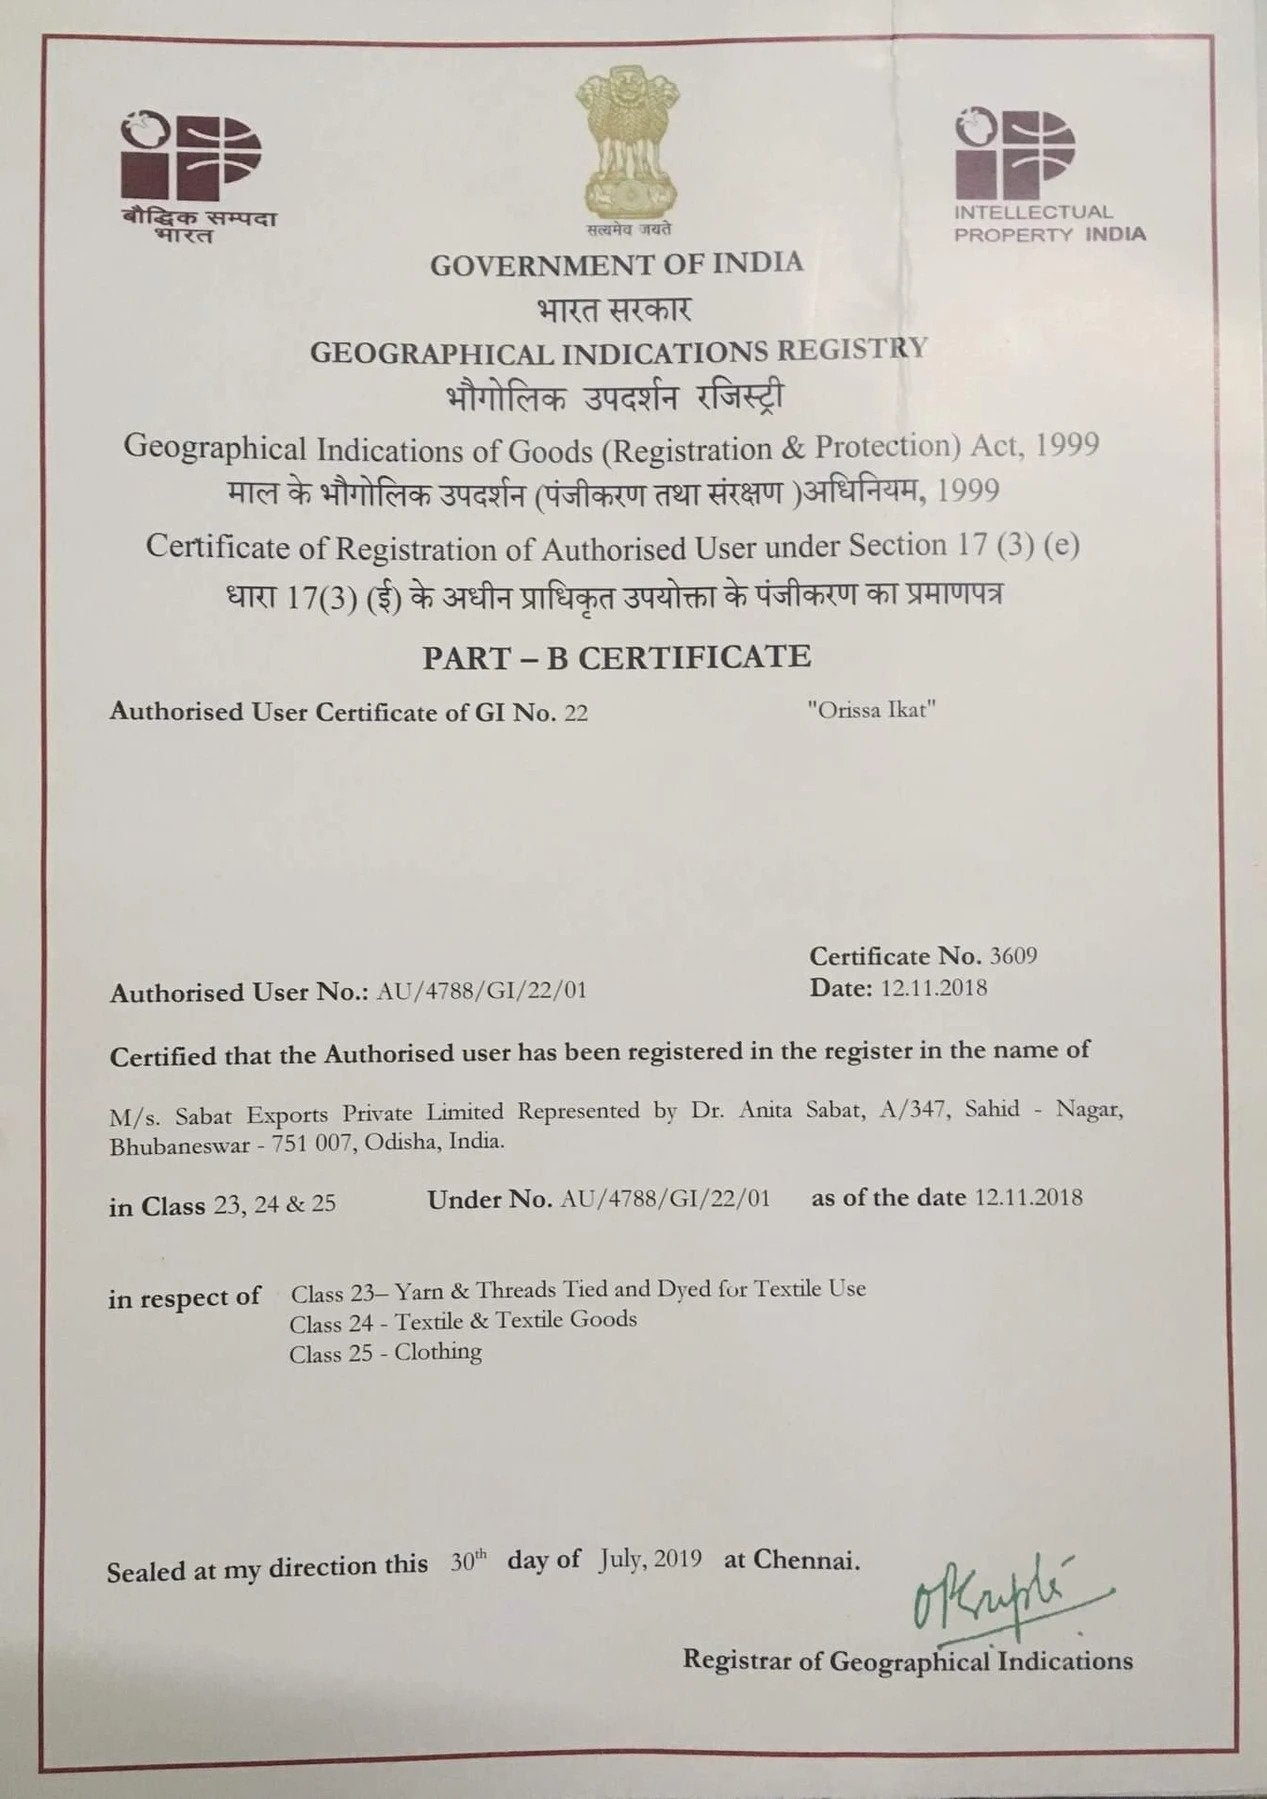 बौद्धिक सम्पदा
भारत
सत्यमेव जयते
INTELLECTUAL
PROPERTY INDIA
GOVERNMENT OF INDIA
भारत सरकार
GEOGRAPHICAL INDICATIONS REGISTRY
भौगोलिक उपदर्शन रजिस्ट्री
Geographical Indications of Goods (Registration & Protection) Act, 1999
माल के भौगोलिक उपदर्शन (पंजीकरण तथा संरक्षण )अधिनियम, 1999
Certificate of Registration of Authorised User under Section 17 (3) (e)
धारा 17(3) (ई) के अधीन प्राधिकृत उपयोक्ता के पंजीकरण का प्रमाणपत्र
PART – B CERTIFICATE
Authorised User Certificate of GI No. 22 "Orissa Ikat"
Certificate No. 3609
Authorised User No.: AU/4788/GI/22/01 Date: 12.11.2018
Certified that the Authorised user has been registered in the register in the name of
M/s. Sabat Exports Private Limited Represented by Dr. Anita Sabat, A/347, Sahid - Nagar,
Bhubaneswar - 751 007, Odisha, India.
in Class 23, 24 & 25 Under No. AU/4788/GI/22/01 as of the date 12.11.2018
in respect of Class 23– Yarn & Threads Tied and Dyed for Textile Use
Class 24 - Textile & Textile Goods
Class 25 - Clothing
Sealed at my direction this 30th day of July, 2019 at Chennai.
Registrar of Geographical Indications